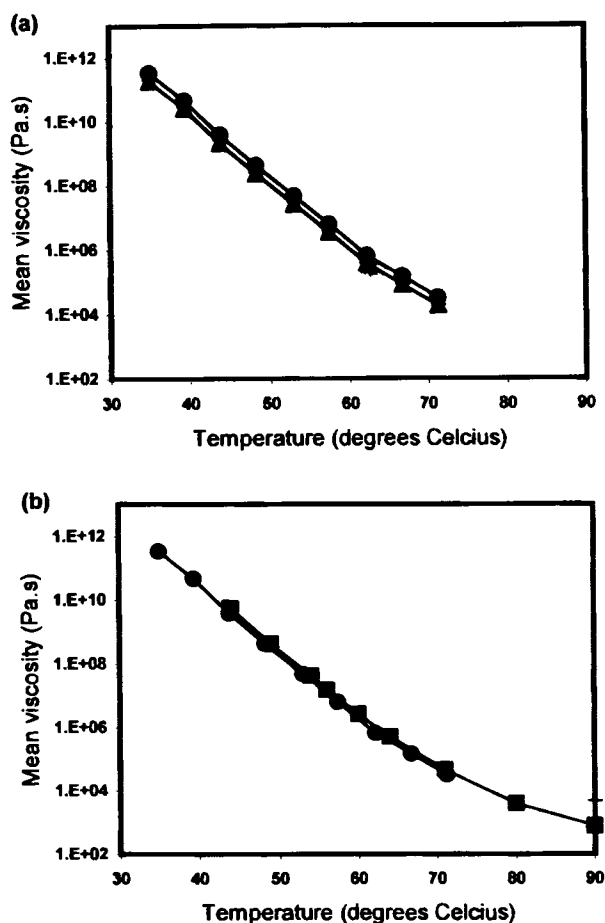 (a)
Mean viscosity (Pa.s)
1.E+12
1.E+10
1.E+08
1.E+06
1.E+04
1.E+02
30 40 50 60 70 80 90
Temperature (degrees Celcius)
(b)
Mean viscosity (Pa.s)
1.E+12
1.E+10
1.E+08
1.E+06
1.E+04
1.E+02
30 40 50 60 70 80 90
Temperature (degrees Celcius)